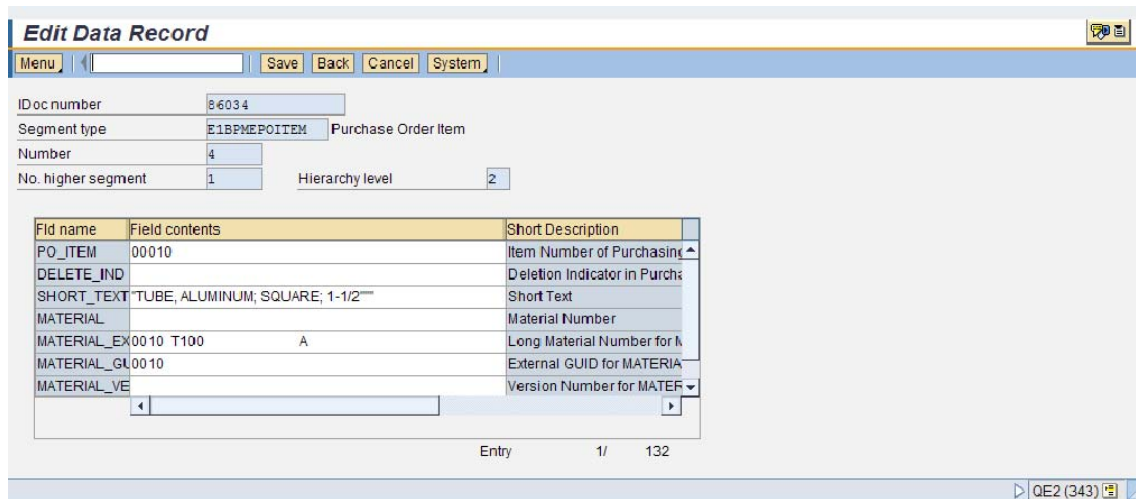 Edit Data Record
Menu Save Back Cancel System
IDoc number 86034
Segment type E1BPMEPOITEM Purchase Order Item
Number 4
No. higher segment 1 Hierarchy level 2
Fld name Field contents Short Description
PO_ITEM 00010 Item Number of Purchasing
DELETE_IND Deletion Indicator in Purcha
SHORT_TEXT "TUBE, ALUMINUM; SQUARE; 1-1/2"""
MATERIAL Material Number
MATERIAL_EX 0010 T100 A Long Material Number for M
MATERIAL_GU 0010 External GUID for MATERIA
MATERIAL_VE Version Number for MATER
Entry 1/ 132
QE2 (343)